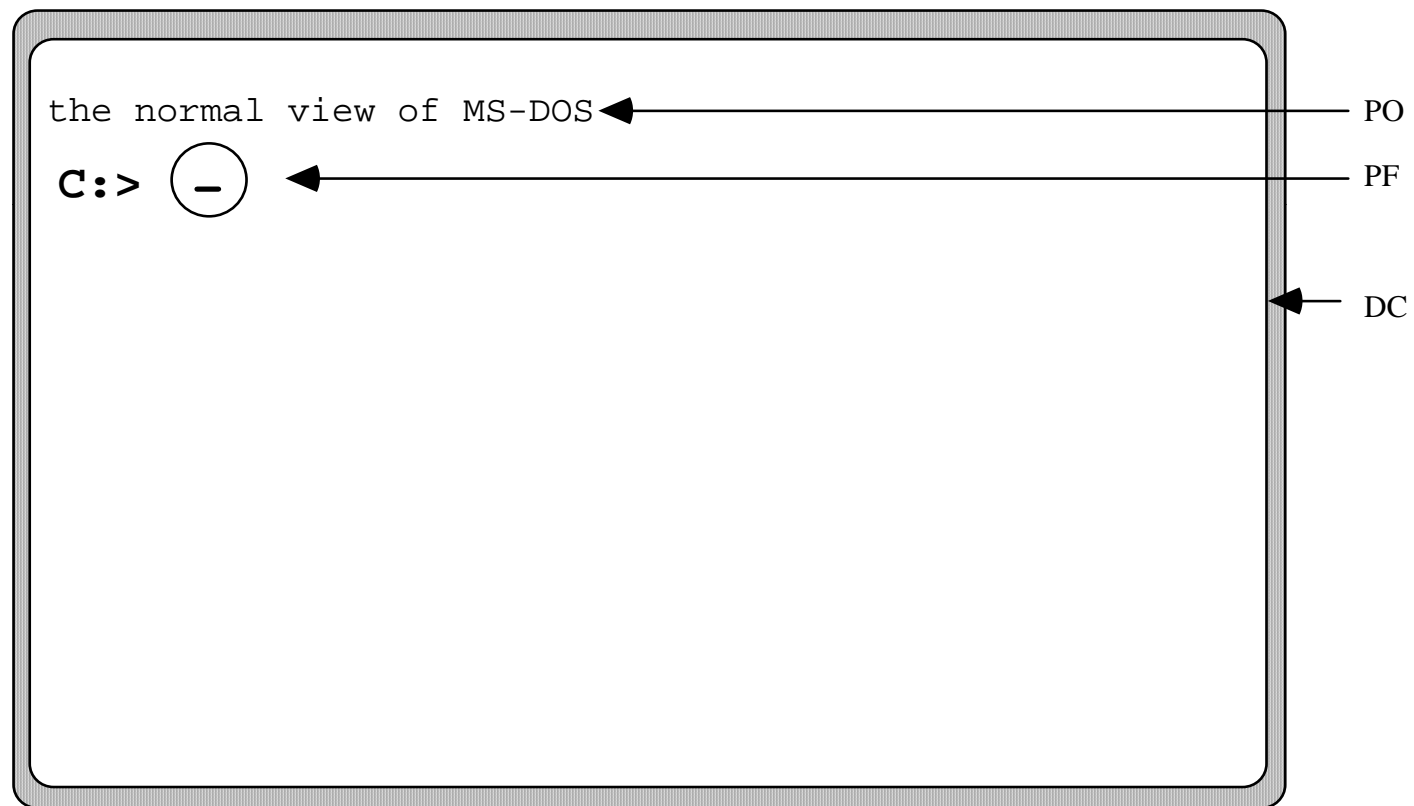 the normal view of MS-DOS PO
C:> _ PF
DC